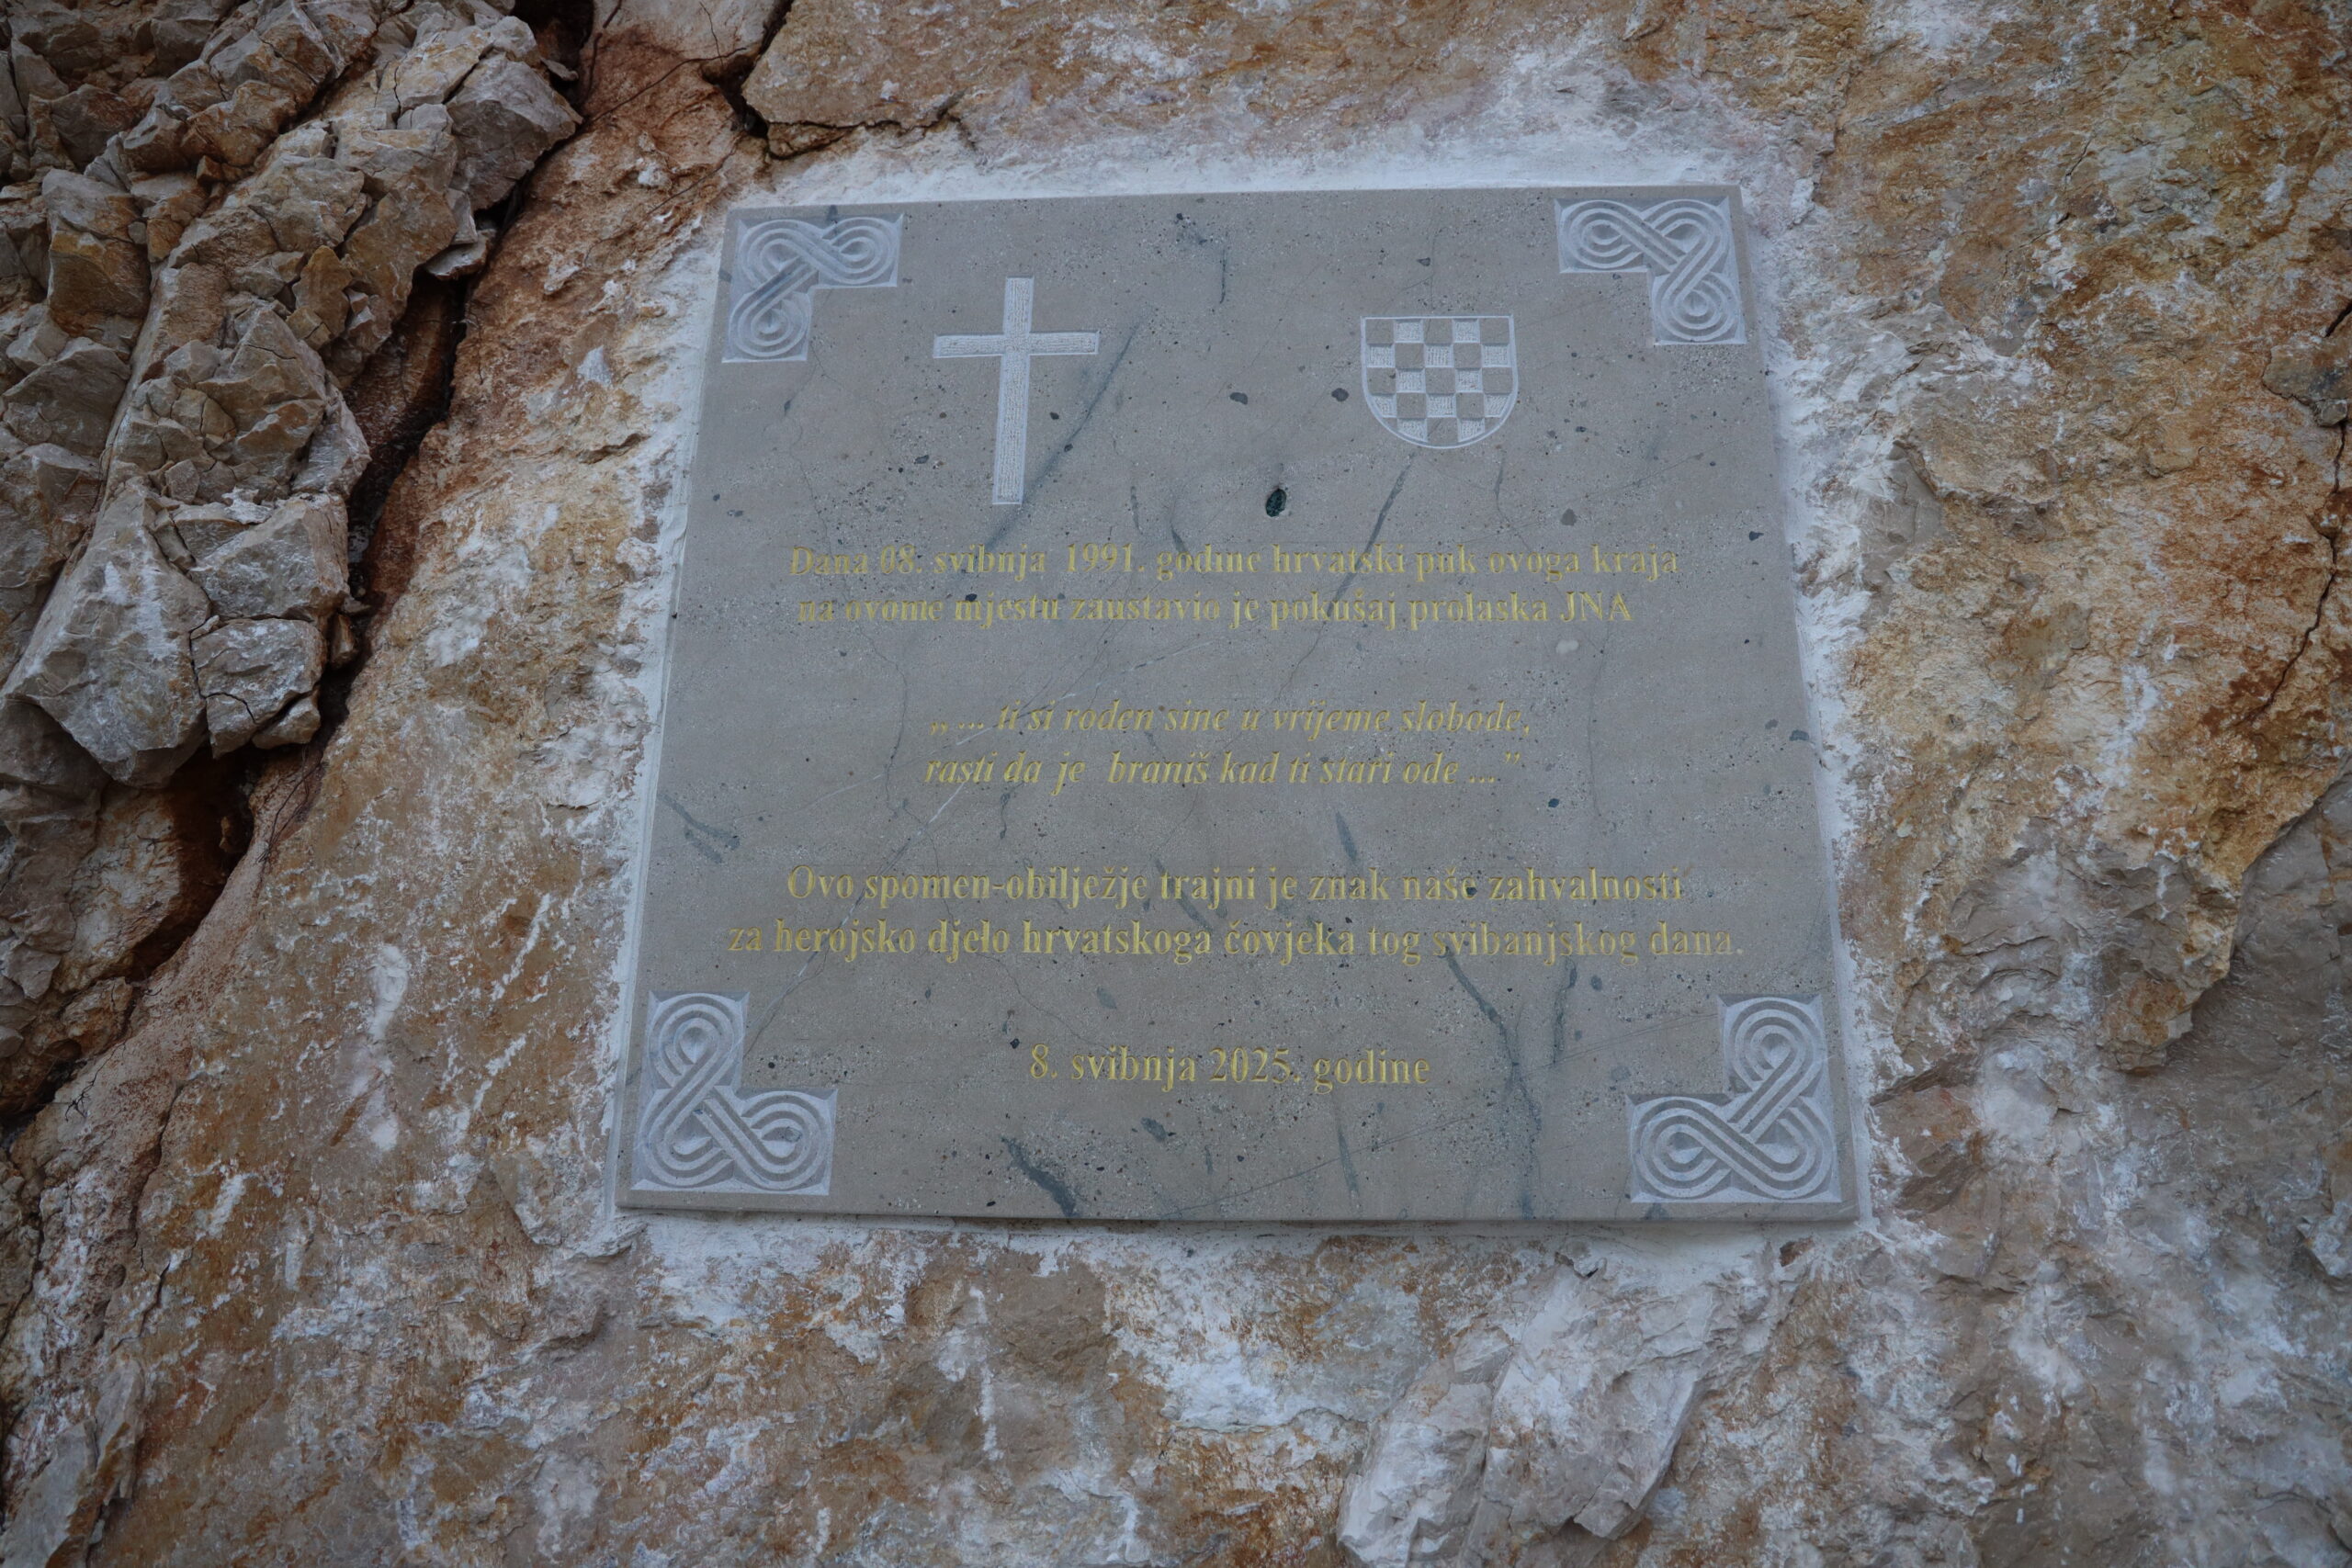 Dana 08. svibnja 1991. godine hrvatski puk ovoga kraja
na ovome mjestu zaustavio je pokušaj prolaska JNA
„ ... ti si rođen sine u vrijeme slobode,
rasti da je braniš kad ti stari ode ...”
Ovo spomen-obilježje trajni je znak naše zahvalnosti
za herojsko djelo hrvatskoga čovjeka tog svibanjskog dana.
8. svibnja 2025. godine